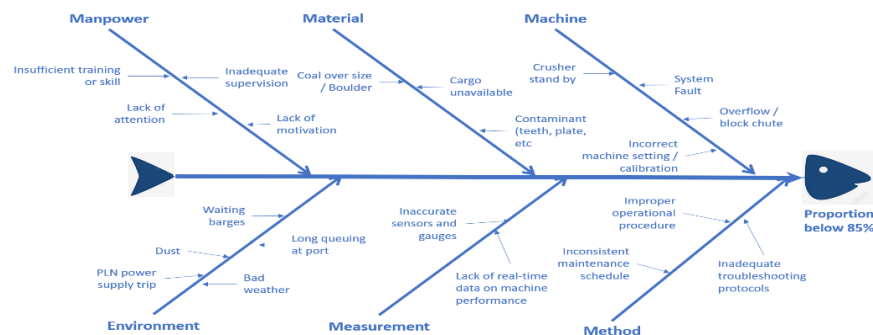 Manpower
Material
Machine
Insufficient training
or skill
Inadequate
supervision
Lack of
attention
Lack of
motivation
Coal over size
/ Boulder
Cargo
unavailable
Contaminant
(teeth, plate,
etc
Crusher
stand by
System
Fault
Overflow /
block chute
Incorrect
machine setting /
calibration
Proportion
below 85%
Waiting
barges
Long queuing
at port
Dust
PLN power
supply trip
Bad
weather
Inaccurate
sensors and
gauges
Lack of real-time
data on machine
performance
Improper
operational
procedure
Inconsistent
maintenance
schedule
Inadequate
troubleshooting
protocols
Environment
Measurement
Method